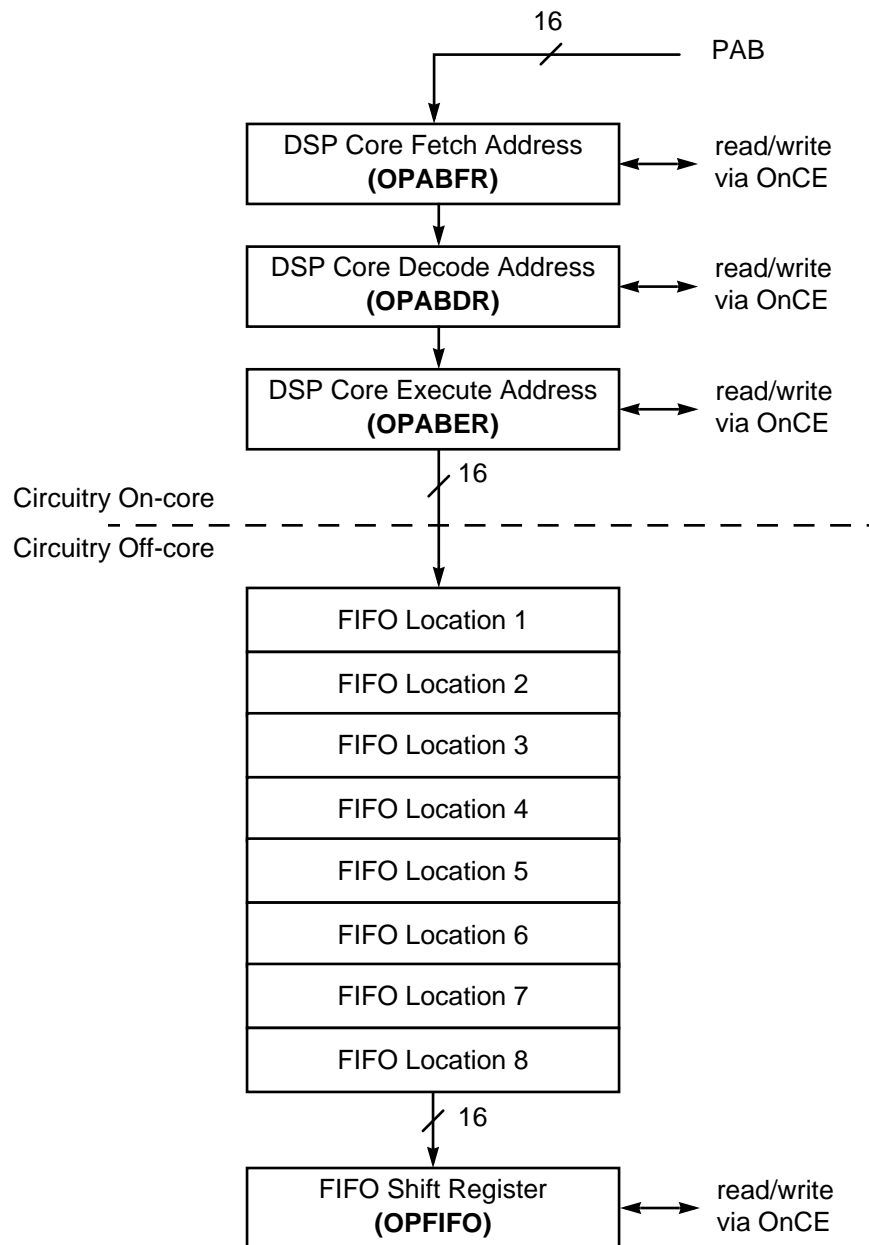 16
PAB
DSP Core Fetch Address
(OPABFR)
read/write
via OnCE
DSP Core Decode Address
(OPABDR)
read/write
via OnCE
DSP Core Execute Address
(OPABER)
read/write
via OnCE
16
Circuitry On-core
Circuitry Off-core
FIFO Location 1
FIFO Location 2
FIFO Location 3
FIFO Location 4
FIFO Location 5
FIFO Location 6
FIFO Location 7
FIFO Location 8
16
FIFO Shift Register
(OPFIFO)
read/write
via OnCE